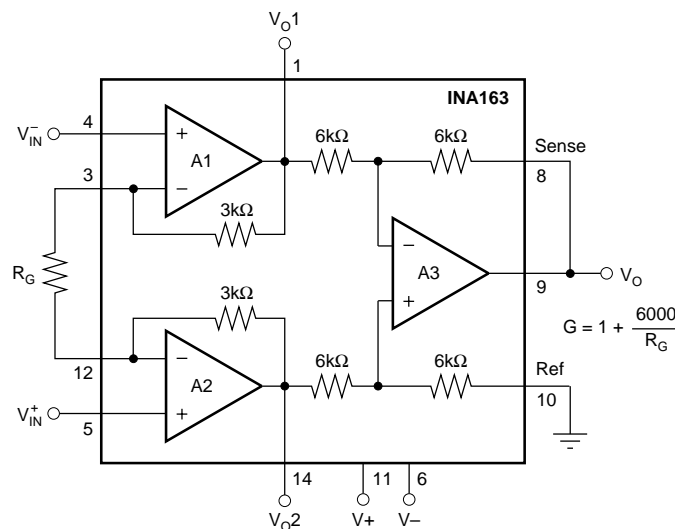 V_O1
1
INA163
V_IN^−
4
+
A1
−
3
6kΩ
6kΩ
Sense
8
3kΩ
R_G
−
A3
+
9
V_O
3kΩ
G = 1 + 6000/R_G
12
−
A2
+
6kΩ
6kΩ
Ref
10
V_IN^+
5
14
11
6
V_O2
V+
V−